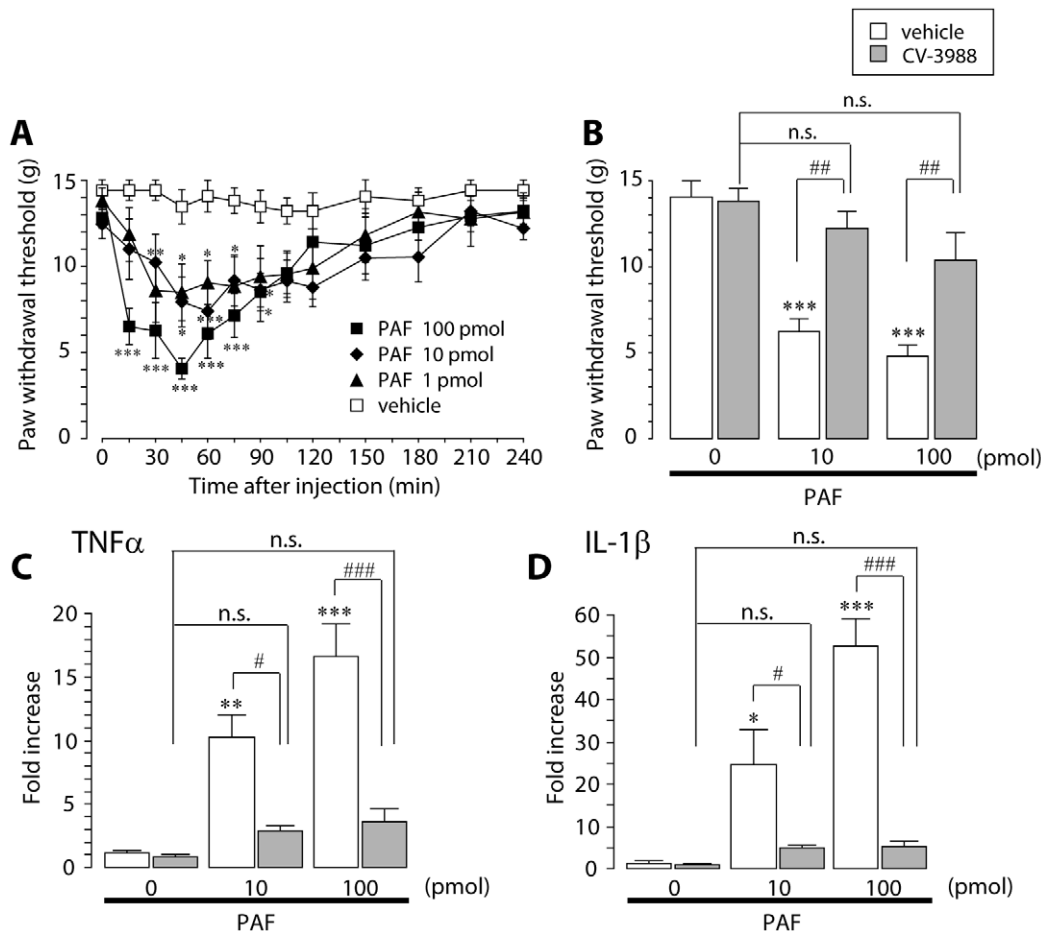 vehicle
CV-3988
A
Paw withdrawal threshold (g)
15
10
5
0
** * * *
* * *** * *
*** *** *** *** ***
PAF 100 pmol
PAF 10 pmol
PAF 1 pmol
vehicle
0 30 60 90 120 150 180 210 240
Time after injection (min)
B
Paw withdrawal threshold (g)
15
10
5
0
n.s.
n.s.
## ##
*** ***
0 10 100 (pmol)
PAF
C
TNFα
Fold increase
20
15
10
5
0
n.s.
###
n.s.
***
#
**
0 10 100 (pmol)
PAF
D
IL-1β
Fold increase
60
50
40
30
20
10
0
n.s.
###
n.s.
***
#
*
0 10 100 (pmol)
PAF